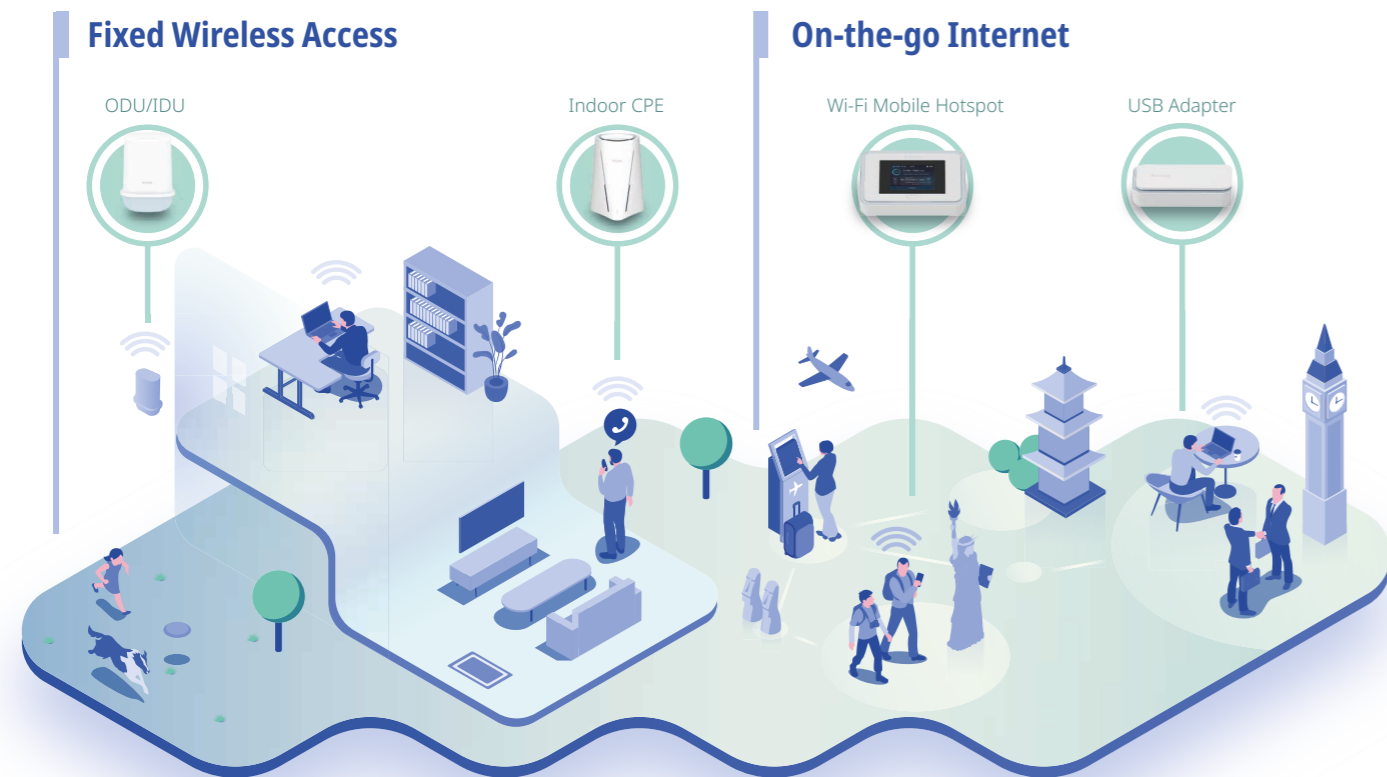 Fixed Wireless Access
On-the-go Internet
ODU/IDU
Indoor CPE
Wi-Fi Mobile Hotspot
USB Adapter